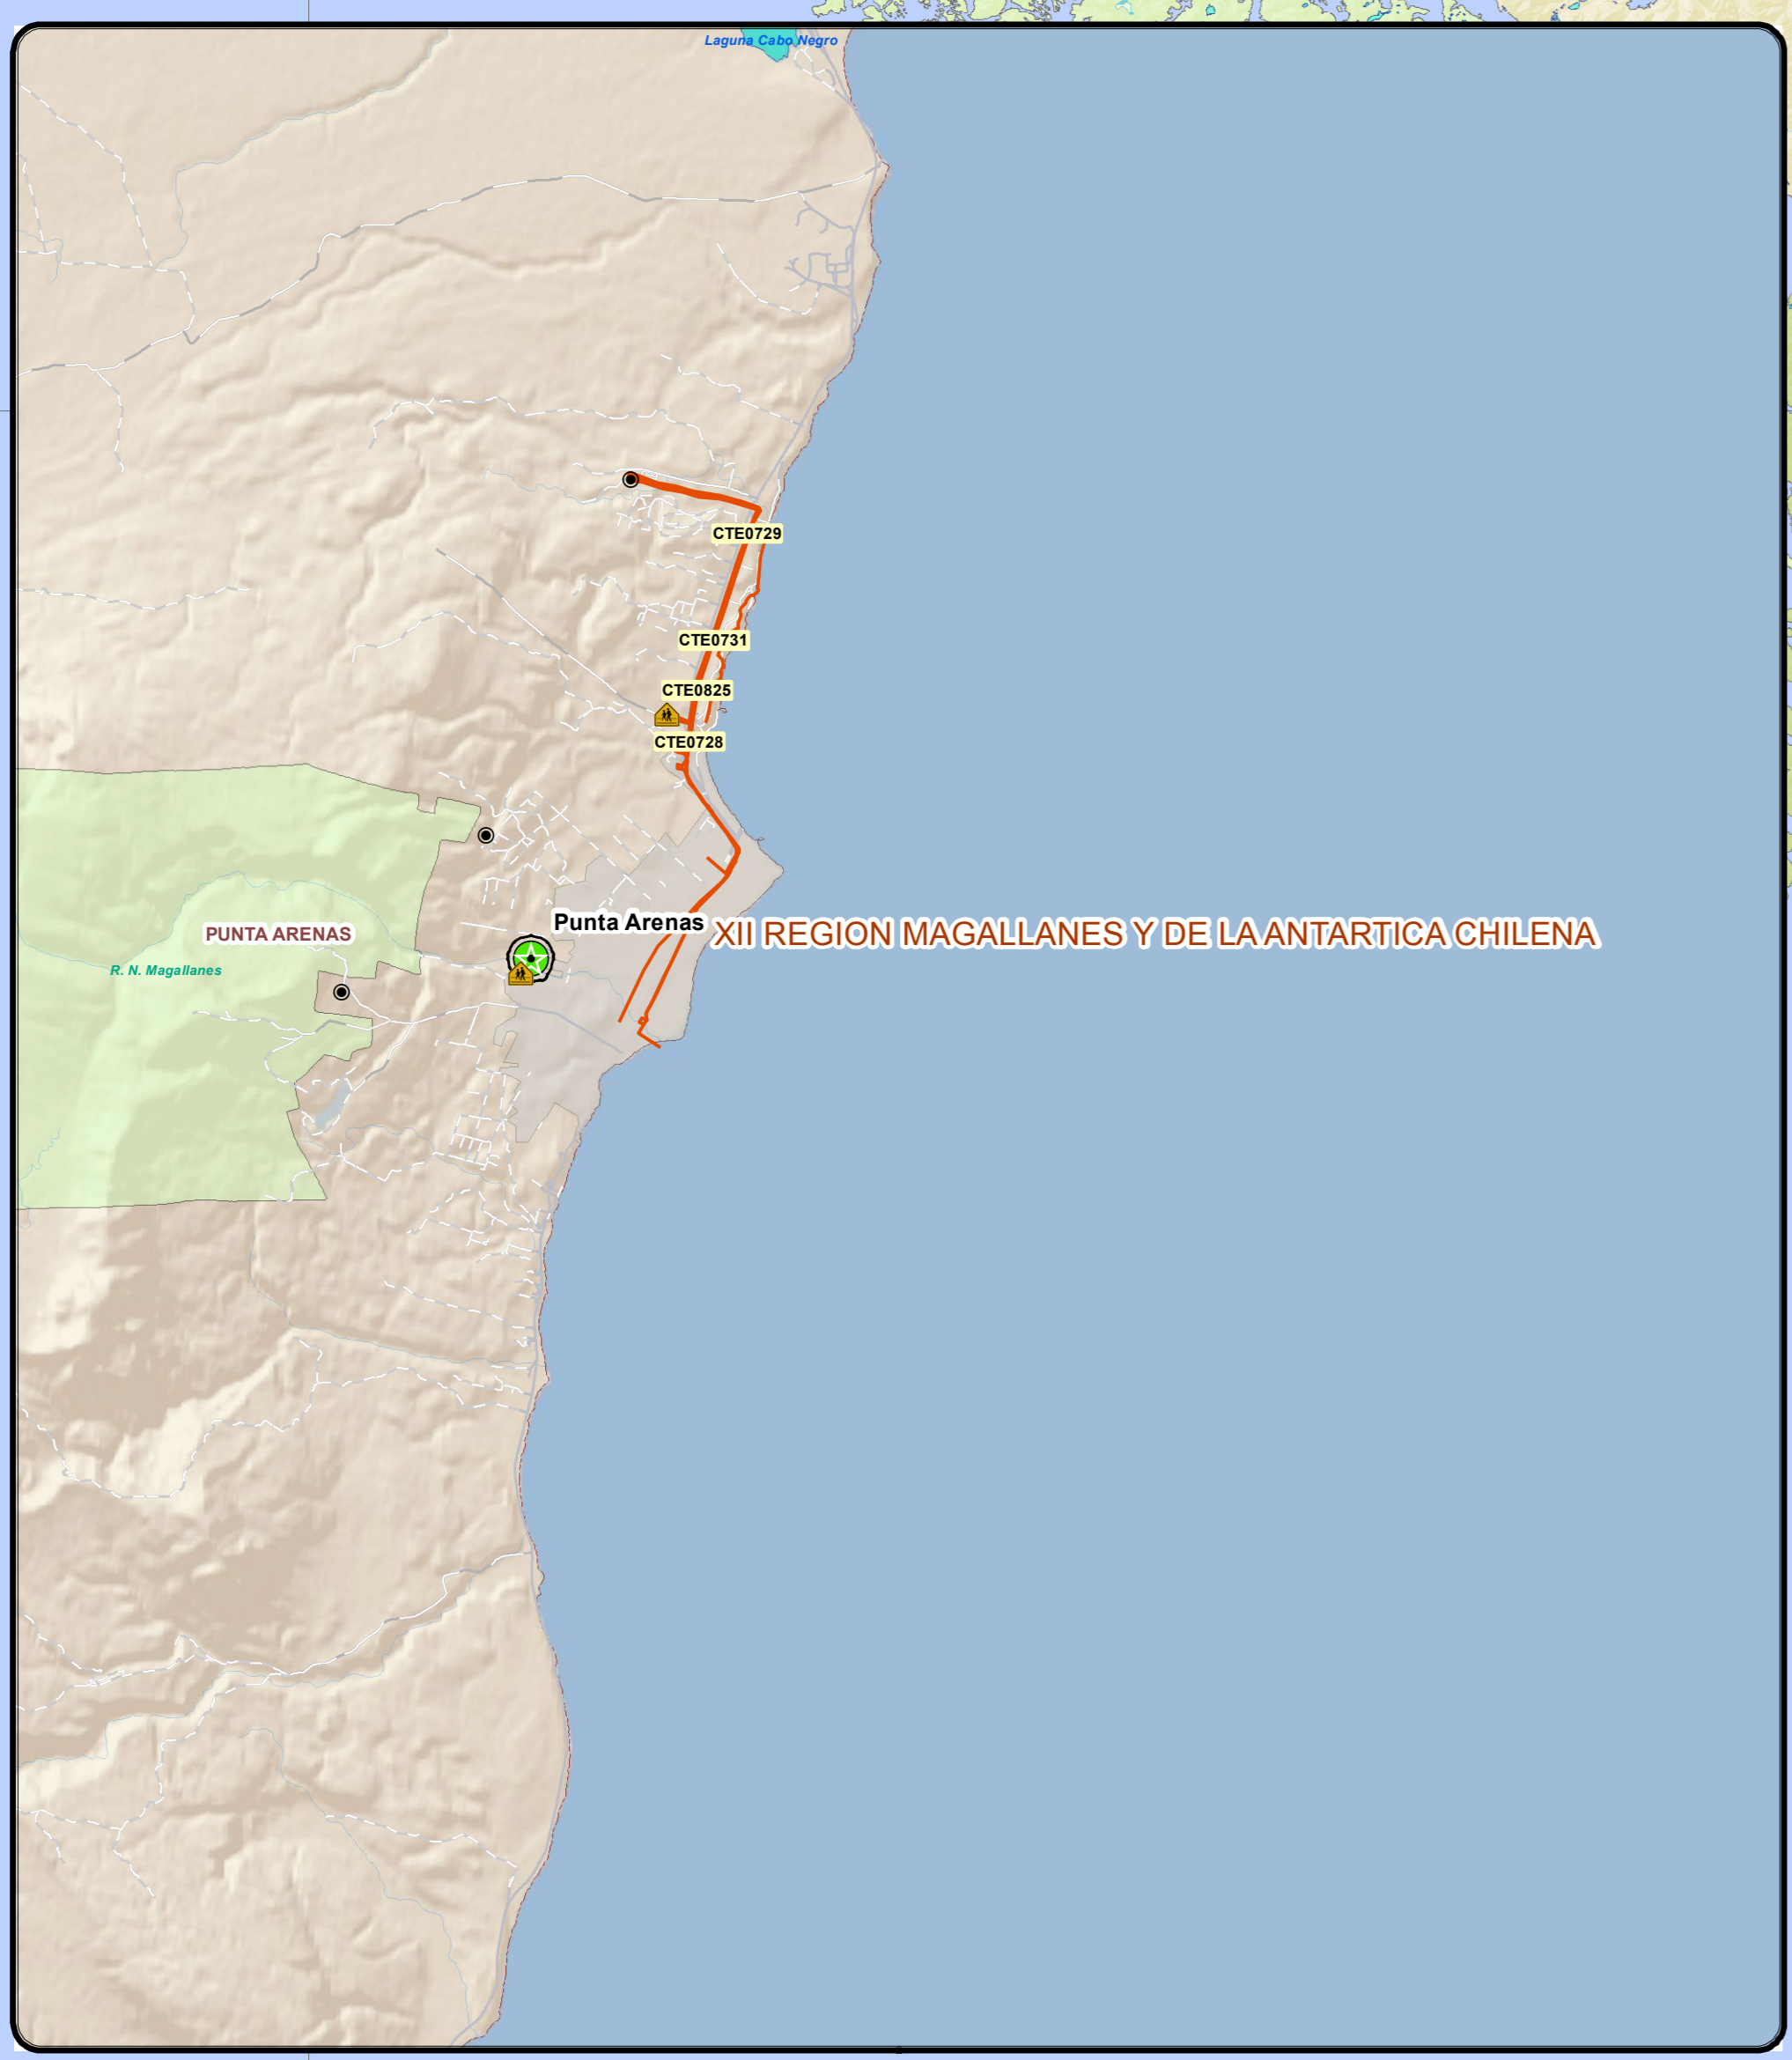 Laguna Cabo Negro
CTE0729
CTE0731
CTE0825
CTE0728
Punta Arenas
PUNTA ARENAS
XII REGION MAGALLANES Y DE LA ANTARTICA CHILENA
R. N. Magallanes